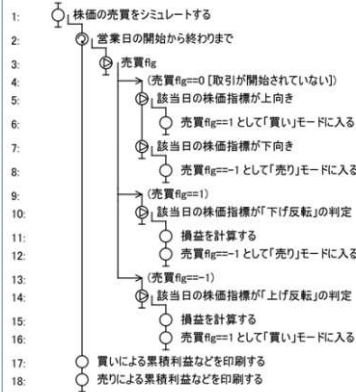 1: 株価の売買をシミュレートする
2: 営業日の開始から終わりまで
3: 売買flg
4: (売買flg==0 [取引が開始されていない])
5: 該当日の株価指標が上向き
6: 売買flg==1 として「買い」モードに入る
7: 該当日の株価指標が下向き
8: 売買flg==-1 として「売り」モードに入る
9: (売買flg==1)
10: 該当日の株価指標が「下げ反転」の判定
11: 損益を計算する
12: 売買flg==-1 として「売り」モードに入る
13: (売買flg==-1)
14: 該当日の株価指標が「上げ反転」の判定
15: 損益を計算する
16: 売買flg==1 として「買い」モードに入る
17: 買いによる累積利益などを印刷する
18: 売りによる累積利益などを印刷する